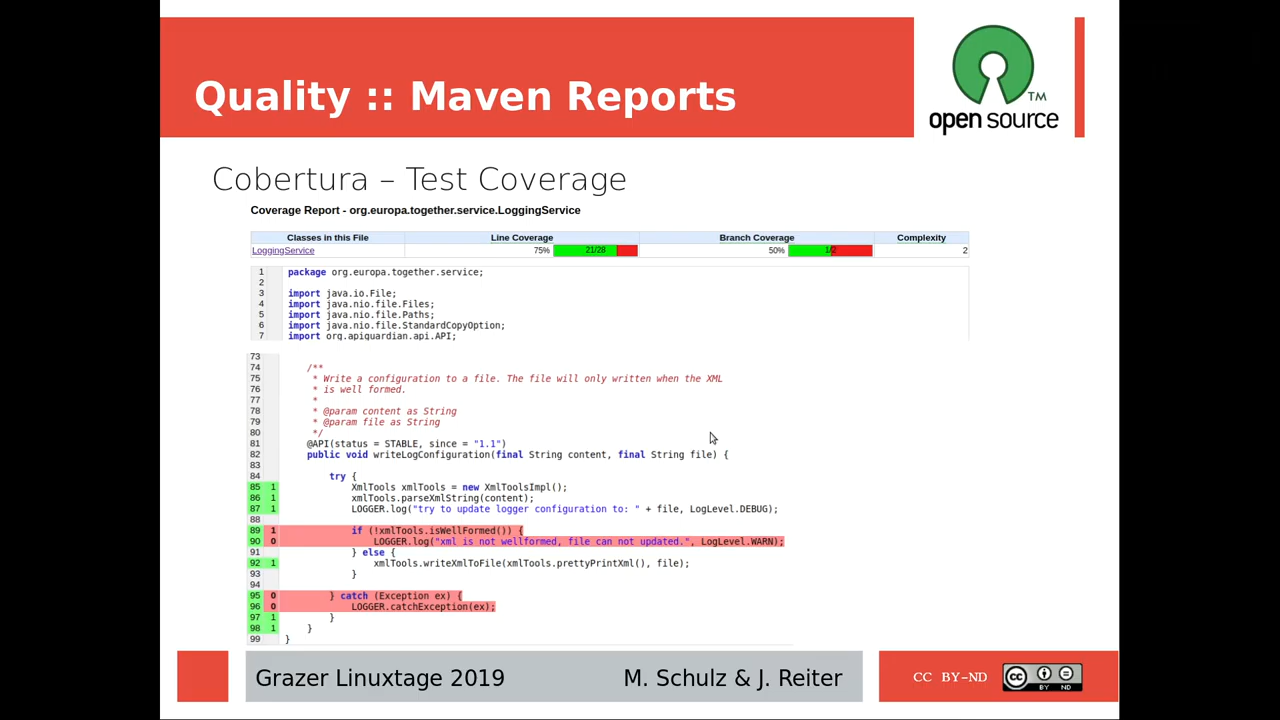 Quality :: Maven Reports
TM
open source
Cobertura – Test Coverage
Coverage Report - org.europa.together.service.LoggingService
Classes in this File Line Coverage Branch Coverage Complexity
LoggingService 75% 21/28 50% 1/2 2
1 package org.europa.together.service;
2
3 import java.io.File;
4 import java.nio.file.Files;
5 import java.nio.file.Paths;
6 import java.nio.file.StandardCopyOption;
7 import org.apiguardian.api.API;
73
74 /**
75 * Write a configuration to a file. The file will only written when the XML
76 * is well formed.
77 *
78 * @param content as String
79 * @param file as String
80 */
81 @API(status = STABLE, since = "1.1")
82 public void writeLogConfiguration(final String content, final String file) {
83
84 try {
85 1 XmlTools xmlTools = new XmlToolsImpl();
86 1 xmlTools.parseXmlString(content);
87 1 LOGGER.log("try to update logger configuration to: " + file, LogLevel.DEBUG);
88
89 1 if (!xmlTools.isWellFormed()) {
90 0 LOGGER.log("xml is not wellformed, file can not updated.", LogLevel.WARN);
91 } else {
92 1 xmlTools.writeXmlToFile(xmlTools.prettyPrintXml(), file);
93 }
94
95 0 } catch (Exception ex) {
96 0 LOGGER.catchException(ex);
97 1 }
98 1 }
99 }
Grazer Linuxtage 2019 M. Schulz & J. Reiter
CC BY-ND
cc BY ND